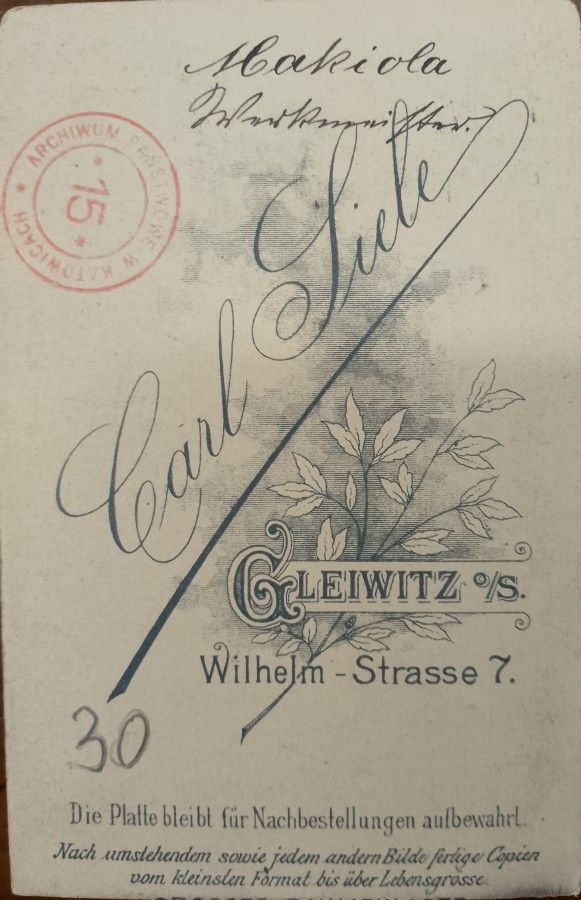 Makiola
Werkmeister.
ARCHIWUM PAŃSTWOWE W KATOWICACH
* 15 *
Carl Siele
GLEIWITZ o/S.
Wilhelm-Strasse 7.
30
Die Platte bleibt für Nachbestellungen aufbewahrt.
Nach umstehendem sowie jedem andern Bilde fertige Copien
vom kleinsten Format bis über Lebensgrösse.